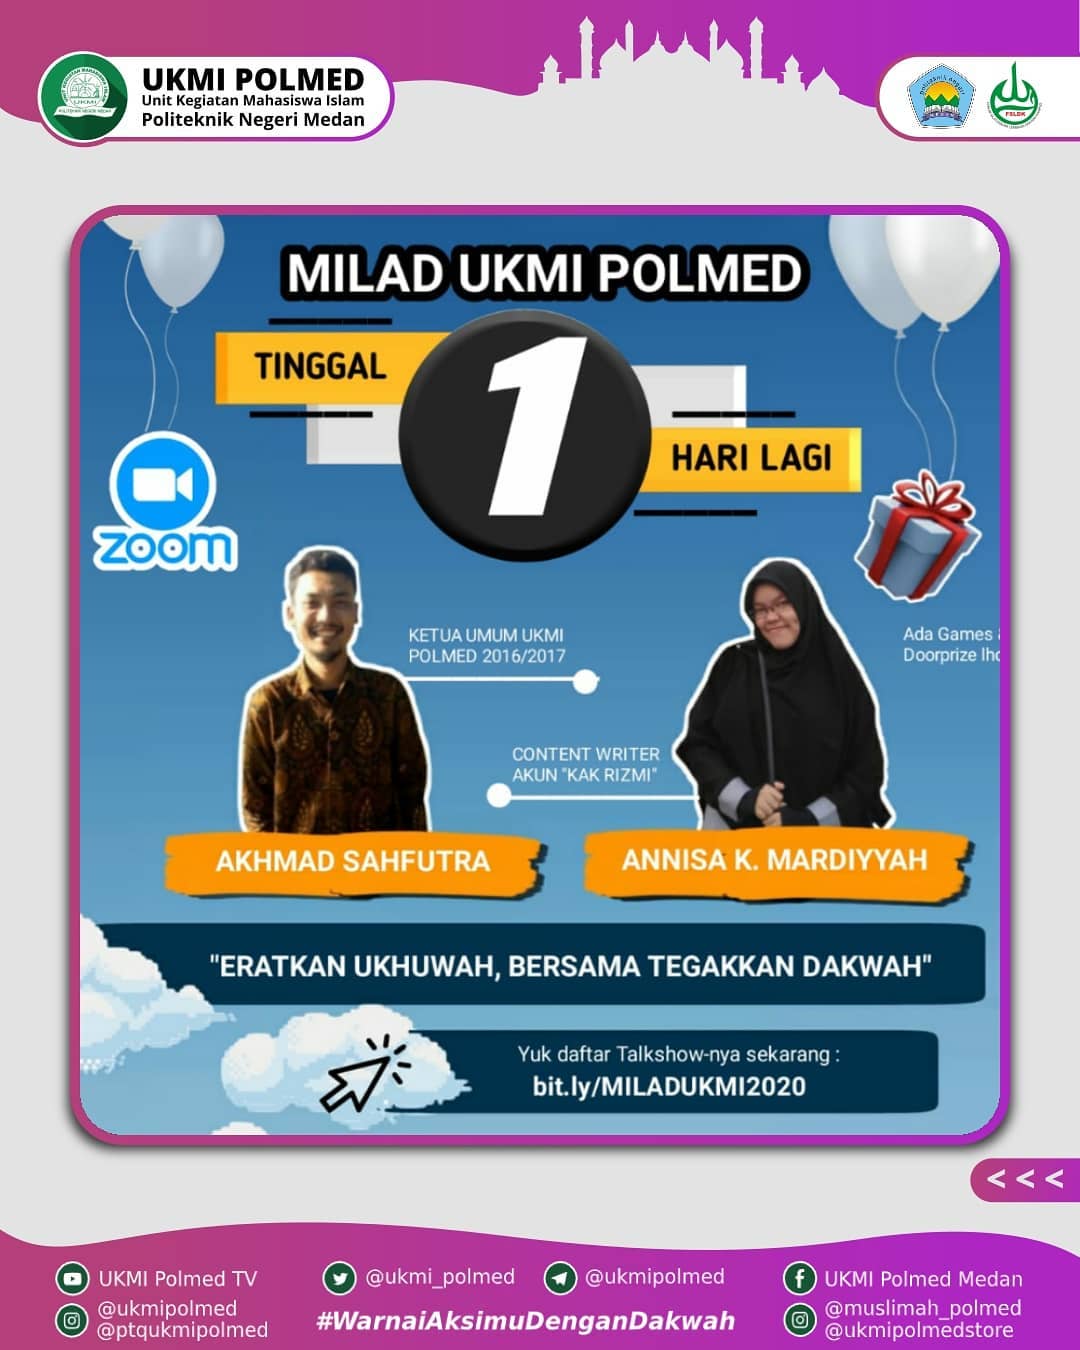 UKMI POLMED
Unit Kegiatan Mahasiswa Islam
Politeknik Negeri Medan
UKMI
FSLDK
MILAD UKMI POLMED
TINGGAL
1
HARI LAGI
zoom
KETUA UMUM UKMI
POLMED 2016/2017
Ada Games
Doorprize lho
CONTENT WRITER
AKUN "KAK RIZMI"
AKHMAD SAHFUTRA
ANNISA K. MARDIYYAH
"ERATKAN UKHUWAH, BERSAMA TEGAKKAN DAKWAH"
Yuk daftar Talkshow-nya sekarang :
bit.ly/MILADUKMI2020
< < <
UKMI Polmed TV
@ukmi_polmed
@ukmipolmed
UKMI Polmed Medan
@ukmipolmed
@ptqukmipolmed
#WarnaiAksimuDenganDakwah
@muslimah_polmed
@ukmipolmedstore